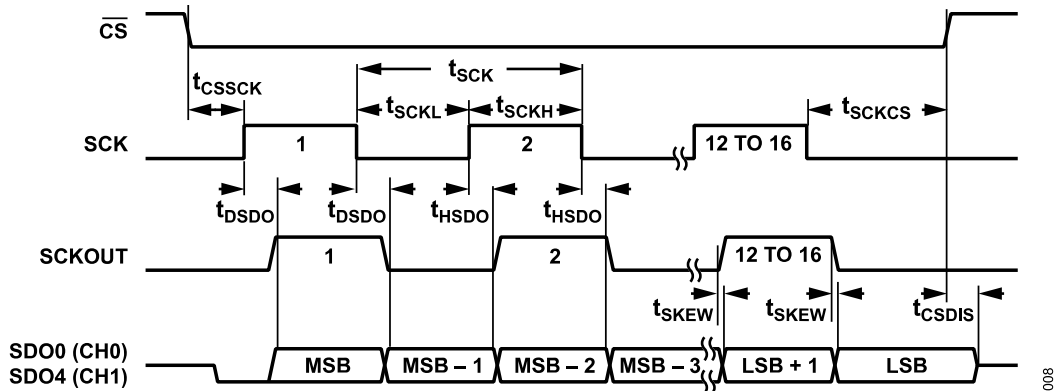 CS
tCSSCK
tSCK
tSCKL
tSCKH
tSCKCS
SCK
1
2
12 TO 16
tDSDO
tDSDO
tHSDO
tHSDO
SCKOUT
1
2
12 TO 16
tSKEW
tSKEW
tCSDIS
SDO0 (CH0)
SDO4 (CH1)
MSB
MSB – 1
MSB – 2
MSB – 3
LSB + 1
LSB
008